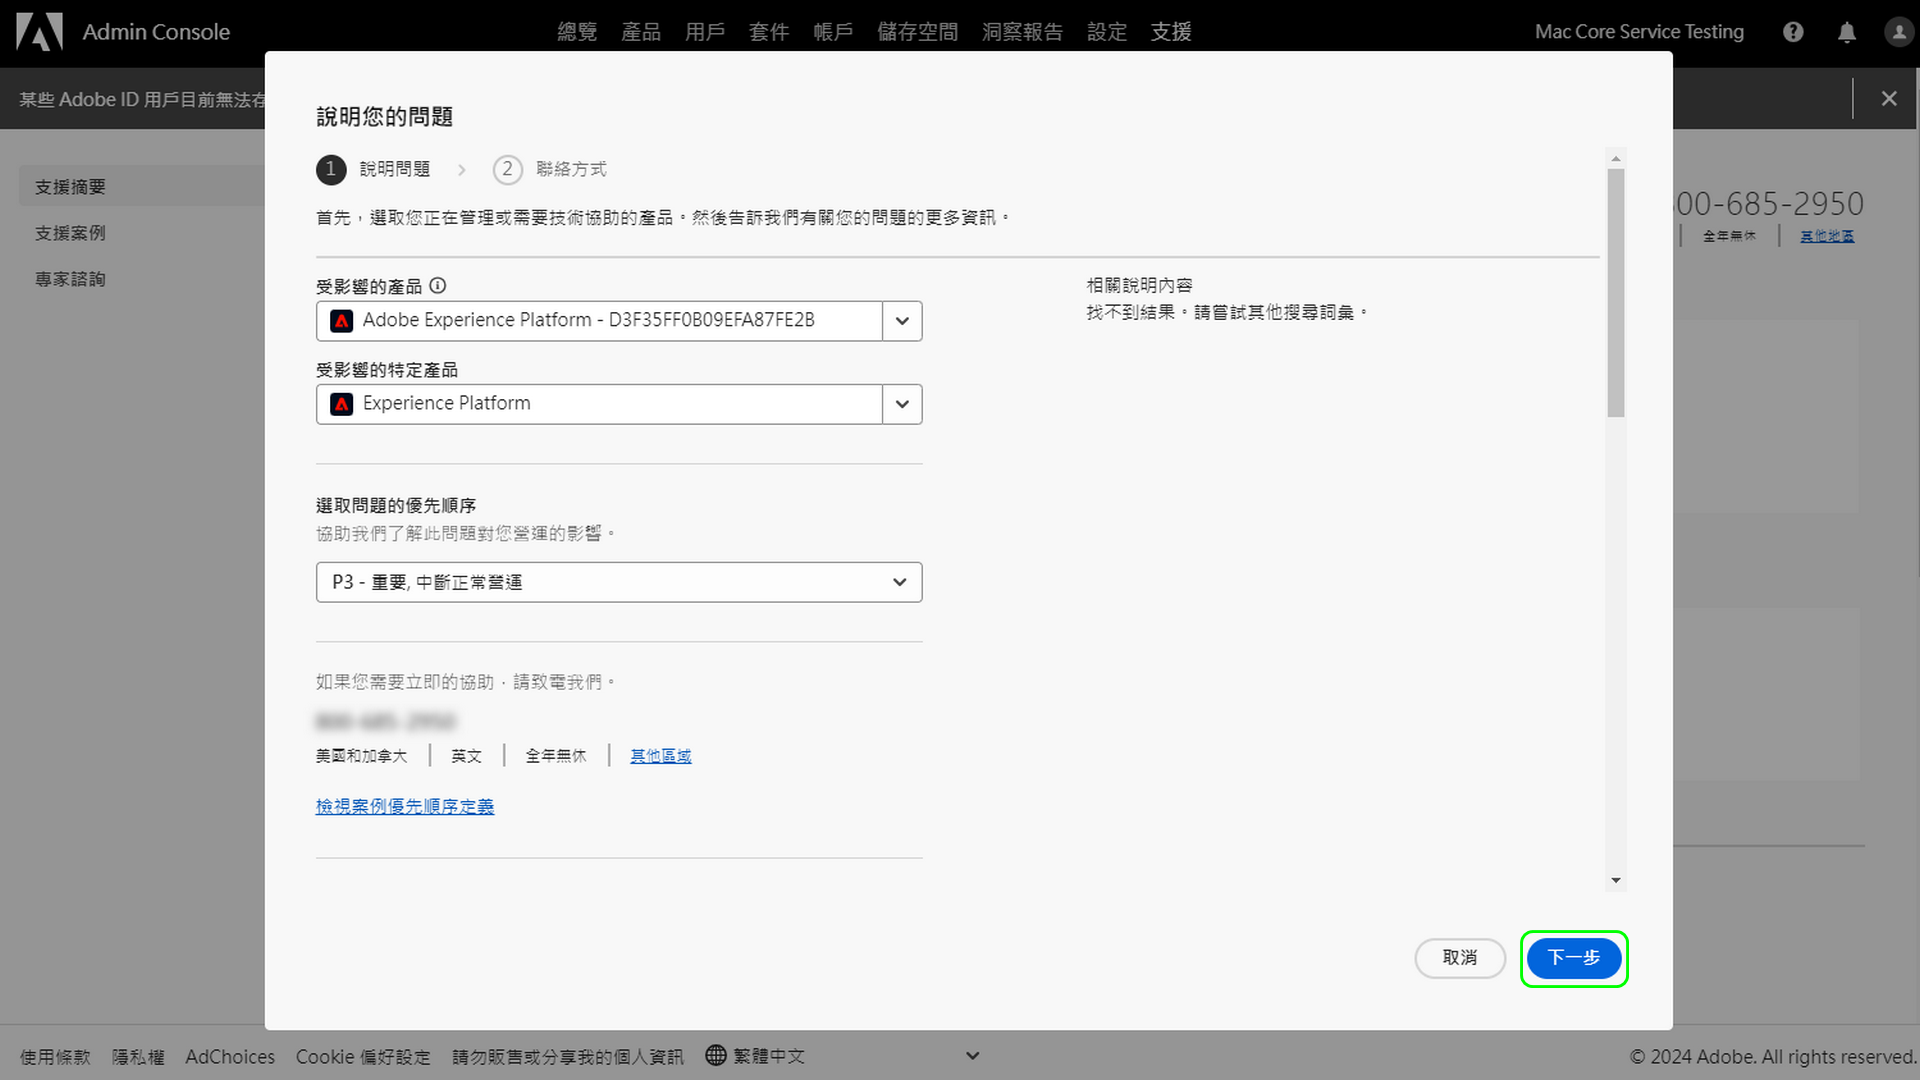 Admin Console
總覽 產品 用戶 套件 帳戶 儲存空間 洞察報告 設定 支援
Mac Core Service Testing
某些 Adobe ID 用戶目前無法存
支援摘要
支援案例
專家諮詢
00-685-2950
全年無休 | 其他地區
說明您的問題
1 說明問題 > 2 聯絡方式
首先，選取您正在管理或需要技術協助的產品。然後告訴我們有關您的問題的更多資訊。
受影響的產品
Adobe Experience Platform - D3F35FF0B09EFA87FE2B
受影響的特定產品
Experience Platform
相關說明內容
找不到結果。請嘗試其他搜尋詞彙。
選取問題的優先順序
協助我們了解此問題對您營運的影響。
P3 - 重要, 中斷正常營運
如果您需要立即的協助，請致電我們。
800-685-2950
美國和加拿大 | 英文 | 全年無休 | 其他區域
檢視案例優先順序定義
取消 下一步
使用條款 隱私權 AdChoices Cookie 偏好設定 請勿販售或分享我的個人資訊 繁體中文
© 2024 Adobe. All rights reserved.